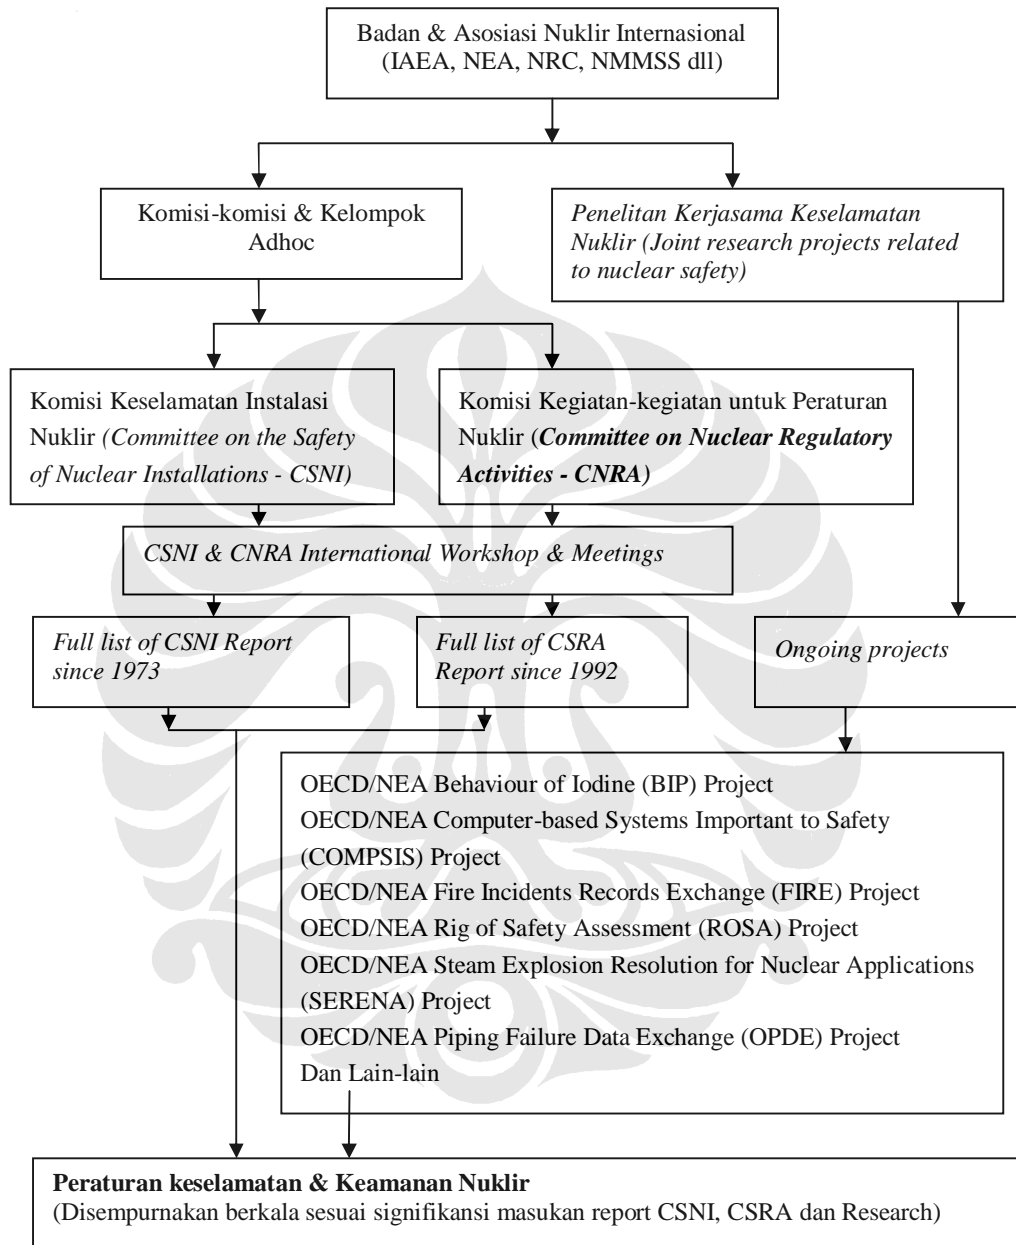 Badan & Asosiasi Nuklir Internasional
(IAEA, NEA, NRC, NMMSS dll)
Komisi-komisi & Kelompok
Adhoc
Penelitan Kerjasama Keselamatan
Nuklir (Joint research projects related
to nuclear safety)
Komisi Keselamatan Instalasi
Nuklir (Committee on the Safety
of Nuclear Installations - CSNI)
Komisi Kegiatan-kegiatan untuk Peraturan
Nuklir (Committee on Nuclear Regulatory
Activities - CNRA)
CSNI & CNRA International Workshop & Meetings
Full list of CSNI Report
since 1973
Full list of CSRA
Report since 1992
Ongoing projects
OECD/NEA Behaviour of Iodine (BIP) Project
OECD/NEA Computer-based Systems Important to Safety
(COMPSIS) Project
OECD/NEA Fire Incidents Records Exchange (FIRE) Project
OECD/NEA Rig of Safety Assessment (ROSA) Project
OECD/NEA Steam Explosion Resolution for Nuclear Applications
(SERENA) Project
OECD/NEA Piping Failure Data Exchange (OPDE) Project
Dan Lain-lain
Peraturan keselamatan & Keamanan Nuklir
(Disempurnakan berkala sesuai signifikansi masukan report CSNI, CSRA dan Research)